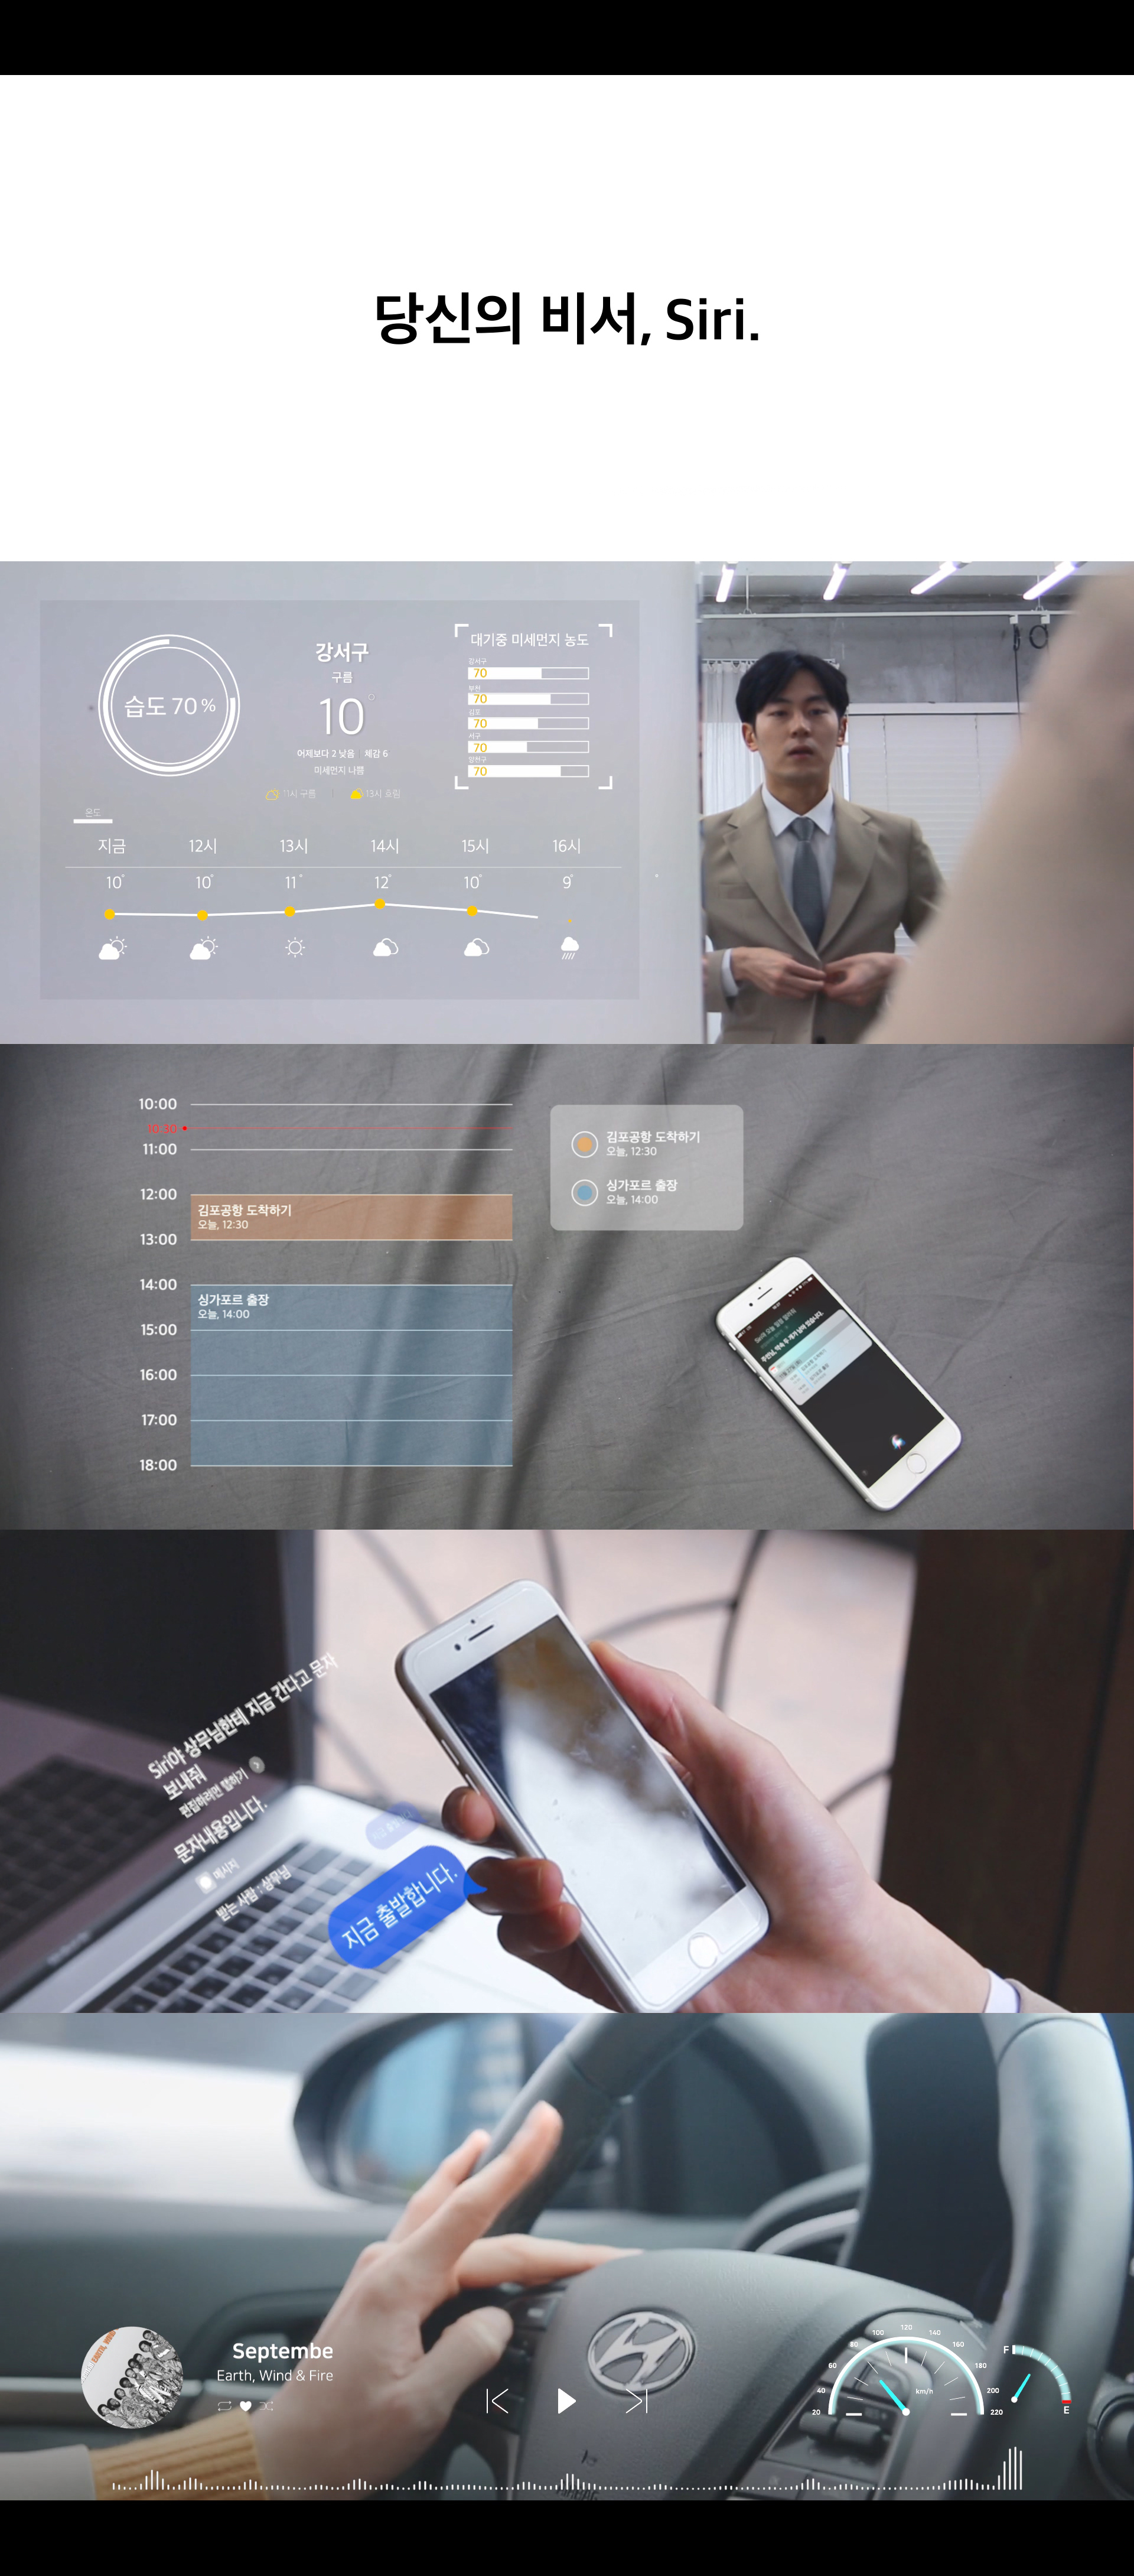 당신의 비서, Siri.
습도 70%
강서구
구름
10°
어제보다 2 낮음 | 체감 6
미세먼지 나쁨
11시 구름 | 13시 흐림
대기중 미세먼지 농도
강서구
70
부천
70
김포
70
서구
70
양천구
70
온도
지금 12시 13시 14시 15시 16시
10° 10° 11° 12° 10° 9°
10:00
10:30
11:00
12:00
김포공항 도착하기
오늘, 12:30
13:00
14:00
싱가포르 출장
오늘, 14:00
15:00
16:00
17:00
18:00
김포공항 도착하기
오늘, 12:30
싱가포르 출장
오늘, 14:00
Siri야 상무님한테 지금 간다고 문자
보내줘
편집하려면 탭하기
문자내용입니다.
메시지
받는 사람 : 상무님
지금 출발합니다.
Septembe
Earth, Wind & Fire
20 40 60 80 100 120 140 160 180 200 220
km/h
F
E